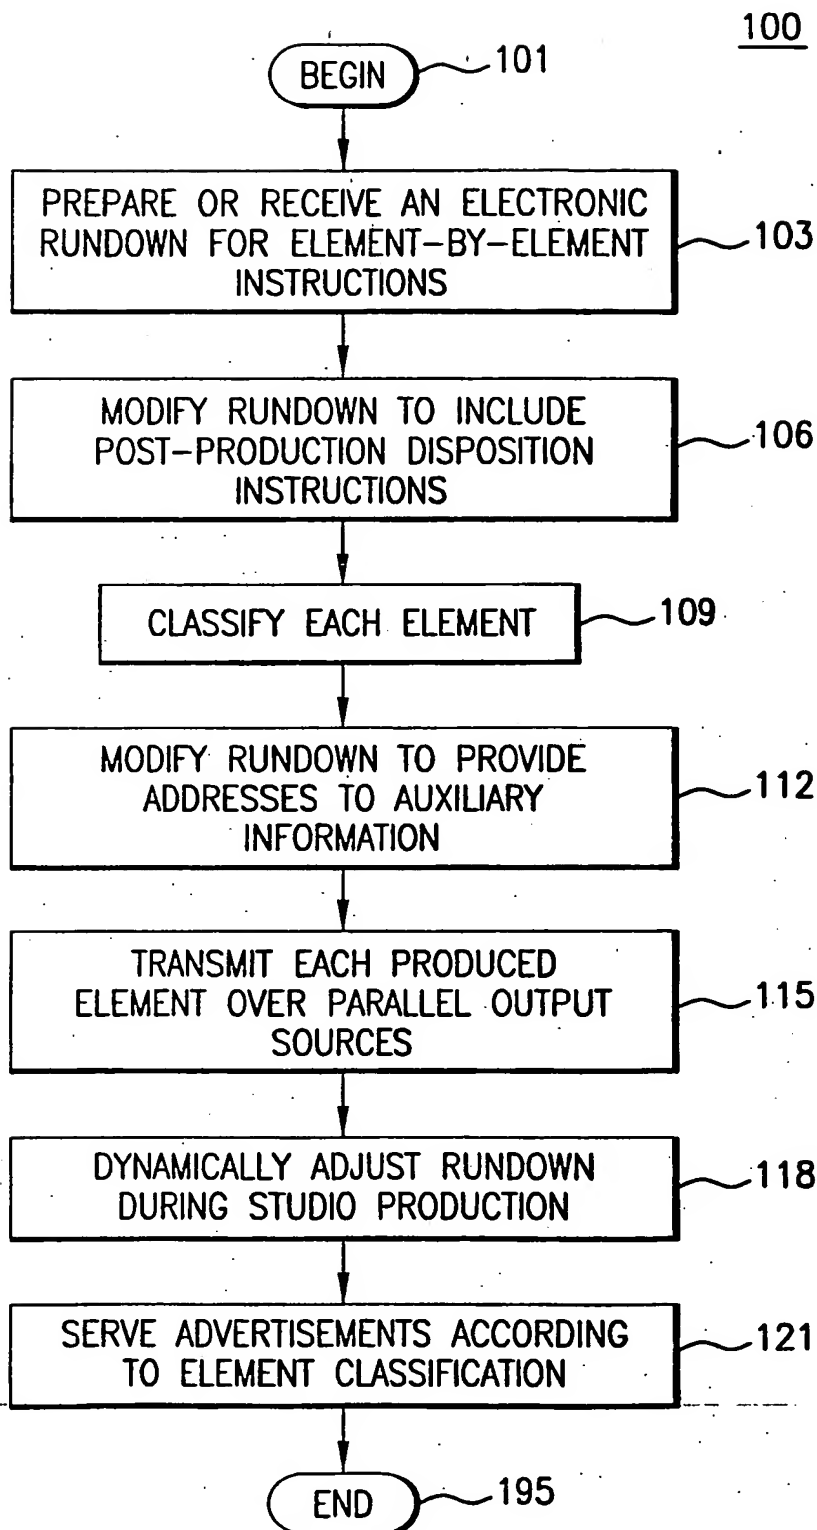 100
BEGIN 101
PREPARE OR RECEIVE AN ELECTRONIC
RUNDOWN FOR ELEMENT-BY-ELEMENT
INSTRUCTIONS
103
MODIFY RUNDOWN TO INCLUDE
POST-PRODUCTION DISPOSITION
INSTRUCTIONS
106
CLASSIFY EACH ELEMENT 109
MODIFY RUNDOWN TO PROVIDE
ADDRESSES TO AUXILIARY
INFORMATION
112
TRANSMIT EACH PRODUCED
ELEMENT OVER PARALLEL OUTPUT
SOURCES
115
DYNAMICALLY ADJUST RUNDOWN
DURING STUDIO PRODUCTION
118
SERVE ADVERTISEMENTS ACCORDING
TO ELEMENT CLASSIFICATION
121
END 195